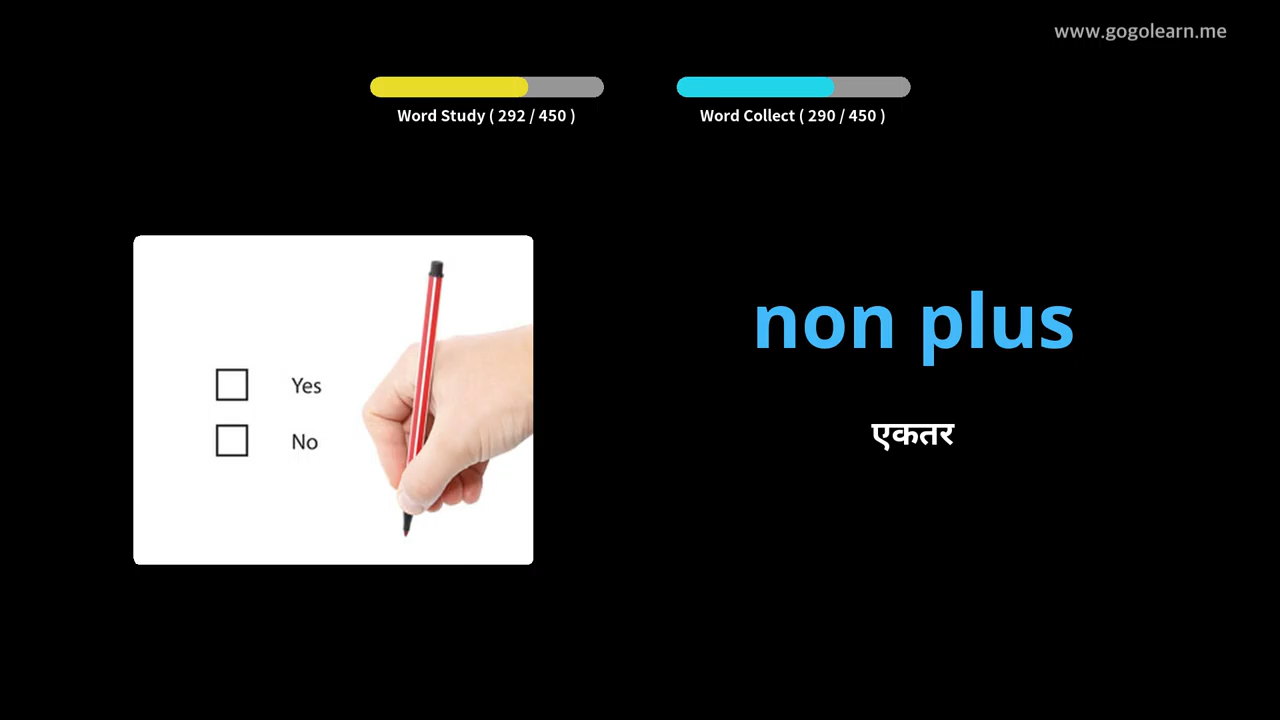 www.gogolearn.me
Word Study ( 292 / 450 )
Word Collect ( 290 / 450 )
Yes
No
non plus
एकतर